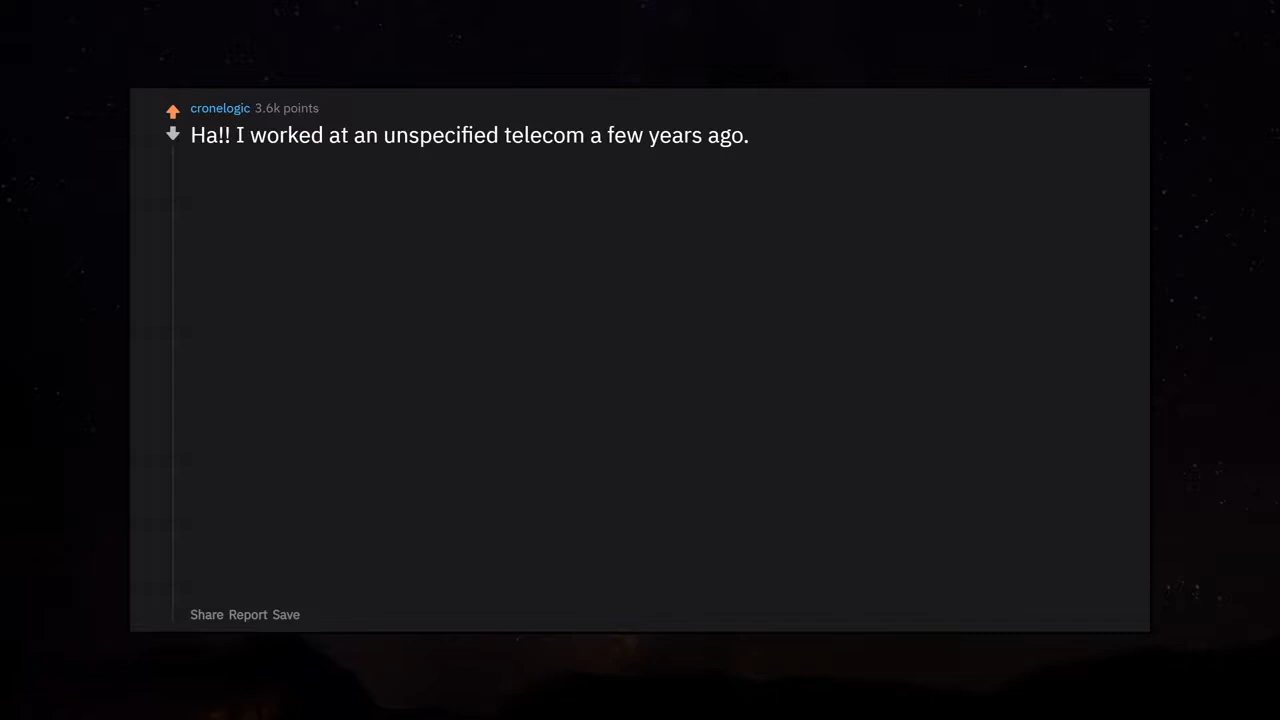 cronelogic 3.6k points
Ha!! I worked at an unspecified telecom a few years ago.
Share Report Save